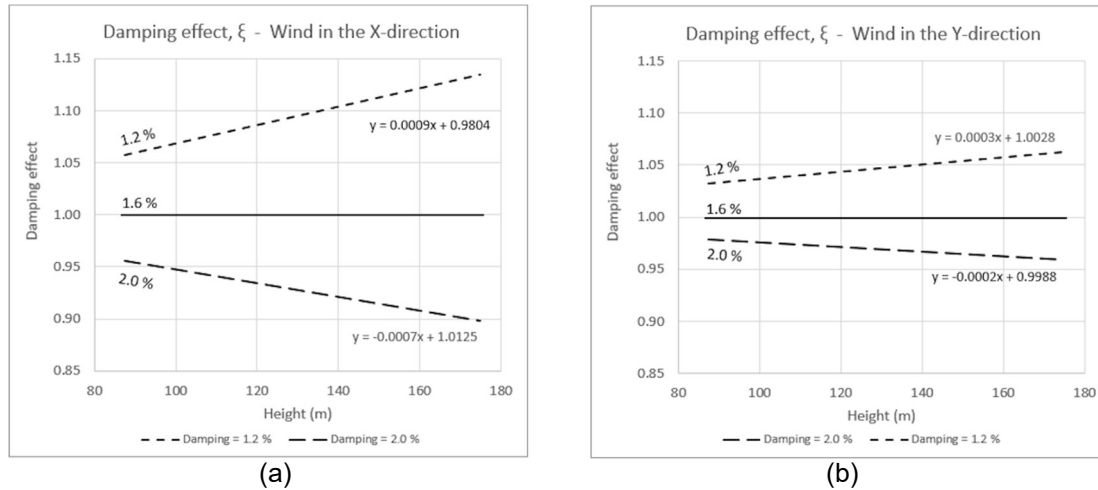 Damping effect, ξ - Wind in the X-direction
1.15
1.10
1.05
1.00
0.95
0.90
0.85
Damping effect
1.2 %
y = 0.0009x + 0.9804
1.6 %
2.0 %
y = -0.0007x + 1.0125
80 100 120 140 160 180
Height (m)
Damping = 1.2 % Damping = 2.0 %
(a)
Damping effect, ξ - Wind in the Y-direction
1.15
1.10
1.05
1.00
0.95
0.90
0.85
Damping effect
y = 0.0003x + 1.0028
1.2 %
1.6 %
2.0 %
y = -0.0002x + 0.9988
80 100 120 140 160 180
Height (m)
Damping = 2.0 % Damping = 1.2 %
(b)